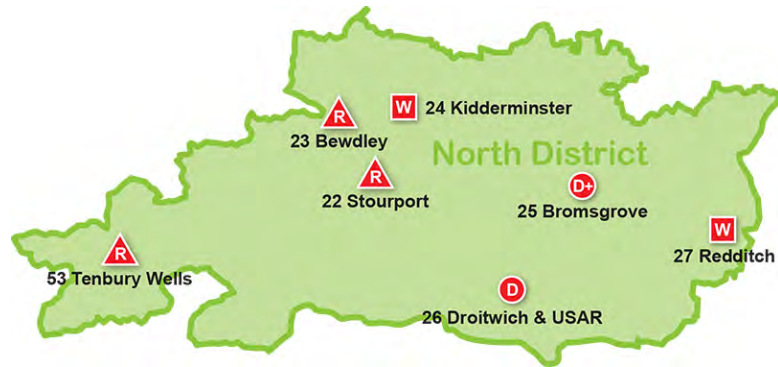 W
24 Kidderminster
R
23 Bewdley
North District
R
22 Stourport
D+
25 Bromsgrove
W
27 Redditch
R
53 Tenbury Wells
D
26 Droitwich & USAR